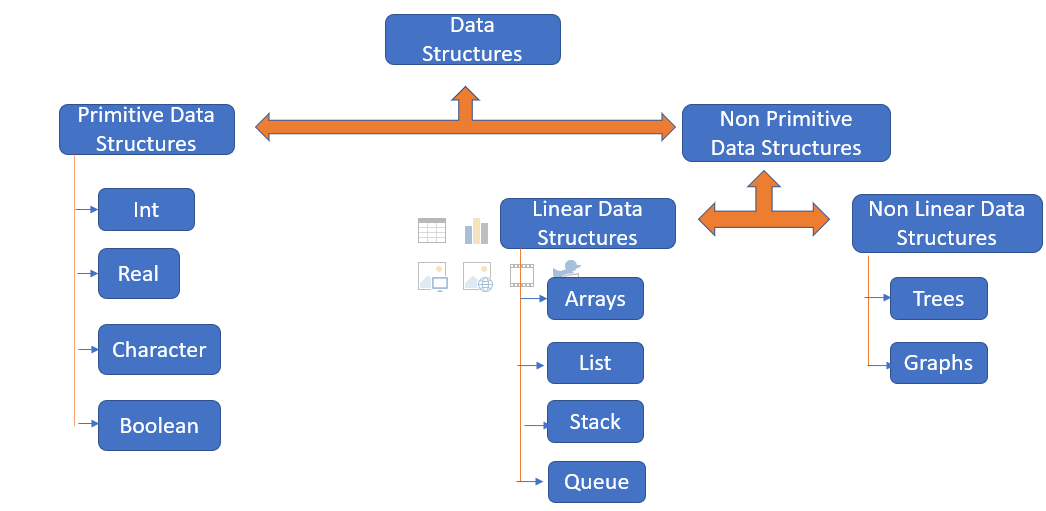 Data
Structures
Primitive Data
Structures
Non Primitive
Data Structures
Int
Real
Character
Boolean
Linear Data
Structures
Arrays
List
Stack
Queue
Non Linear Data
Structures
Trees
Graphs